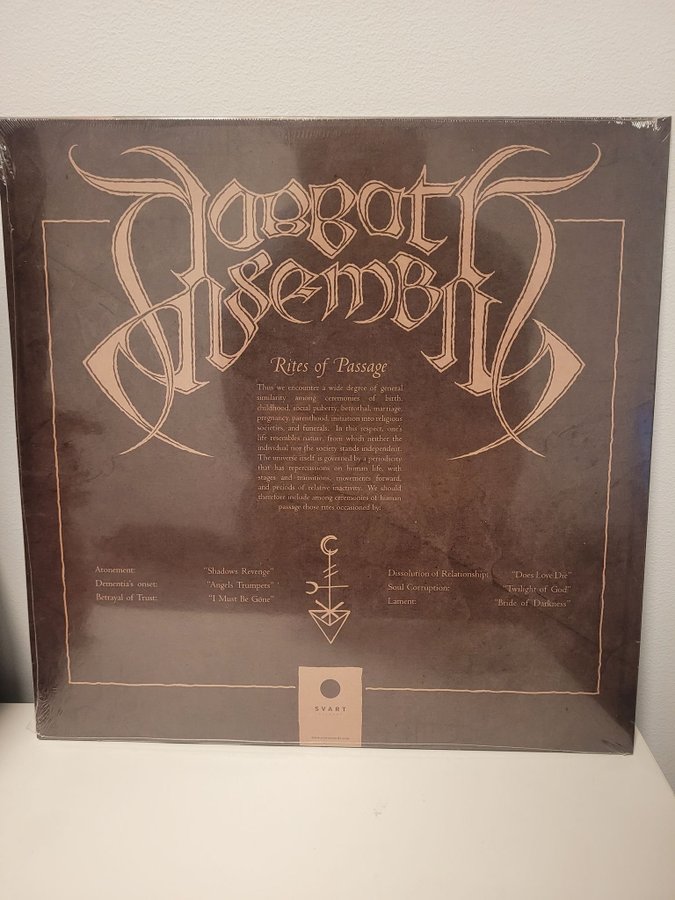 Sabbath
Assembly
Rites of Passage
Thus we encounter a wide degree of general
similarity among ceremonies of birth,
childhood, social puberty, betrothal, marriage,
pregnancy, parenthood, initiation into religious
societies, and funerals. In this respect, one's
life resembles nature, from which neither the
individual nor the society stands independent.
The universe itself is governed by a periodicity
that has repercussions on human life, with
stages and transitions, movements forward,
and periods of relative inactivity. We should
therefore include among ceremonies of human
passage those rites occasioned by:
Atonement: "Shadows Revenge"
Dementia's onset: "Angels Trumpets"
Betrayal of Trust: "I Must Be Gone"
Dissolution of Relationship: "Does Love Die"
Soul Corruption: "Twilight of God"
Lament: "Bride of Darkness"
SVART